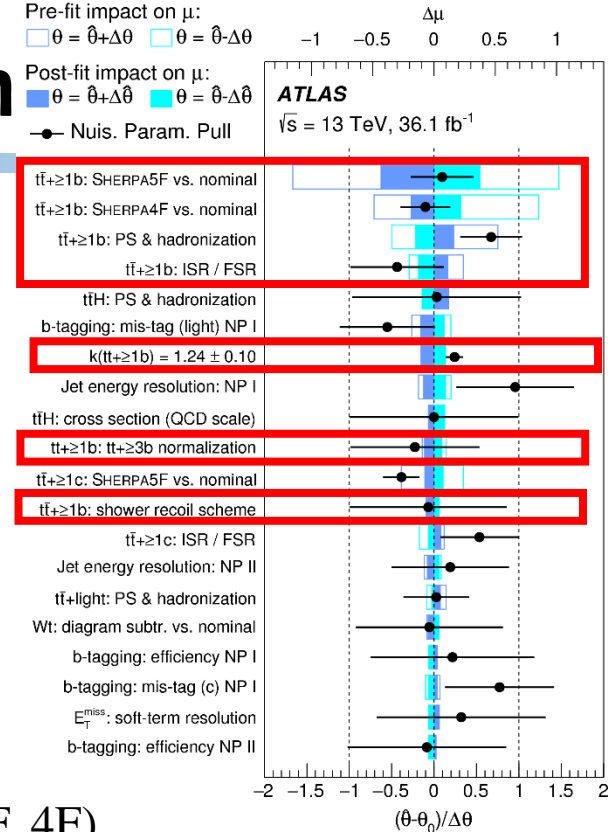 Pre-fit impact on μ:
θ = θ̂+Δθ θ = θ̂-Δθ
Post-fit impact on μ:
θ = θ̂+Δθ̂ θ = θ̂-Δθ̂
Nuis. Param. Pull
Δμ
−1 −0.5 0 0.5 1
ATLAS
√s = 13 TeV, 36.1 fb⁻¹
tt̄+≥1b: SHERPA5F vs. nominal
tt̄+≥1b: SHERPA4F vs. nominal
tt̄+≥1b: PS & hadronization
tt̄+≥1b: ISR / FSR
tt̄H: PS & hadronization
b-tagging: mis-tag (light) NP I
k(tt+≥1b) = 1.24 ± 0.10
Jet energy resolution: NP I
tt̄H: cross section (QCD scale)
tt+≥1b: tt+≥3b normalization
tt̄+≥1c: SHERPA5F vs. nominal
tt̄+≥1b: shower recoil scheme
tt̄+≥1c: ISR / FSR
Jet energy resolution: NP II
tt̄+light: PS & hadronization
Wt: diagram subtr. vs. nominal
b-tagging: efficiency NP I
b-tagging: mis-tag (c) NP I
E_T^miss: soft-term resolution
b-tagging: efficiency NP II
−2 −1.5 −1 −0.5 0 0.5 1 1.5 2
(θ̂-θ₀)/Δθ
4F)